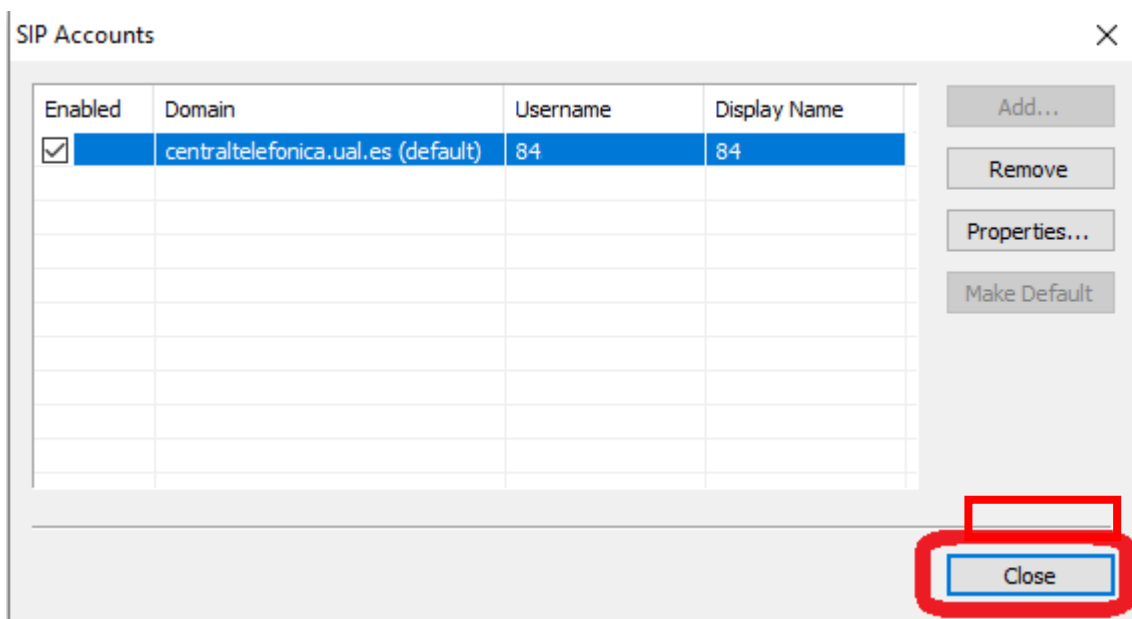 SIP Accounts
Enabled Domain Username Display Name
centraltelefonica.ual.es (default) 84 84
Add...
Remove
Properties...
Make Default
Close